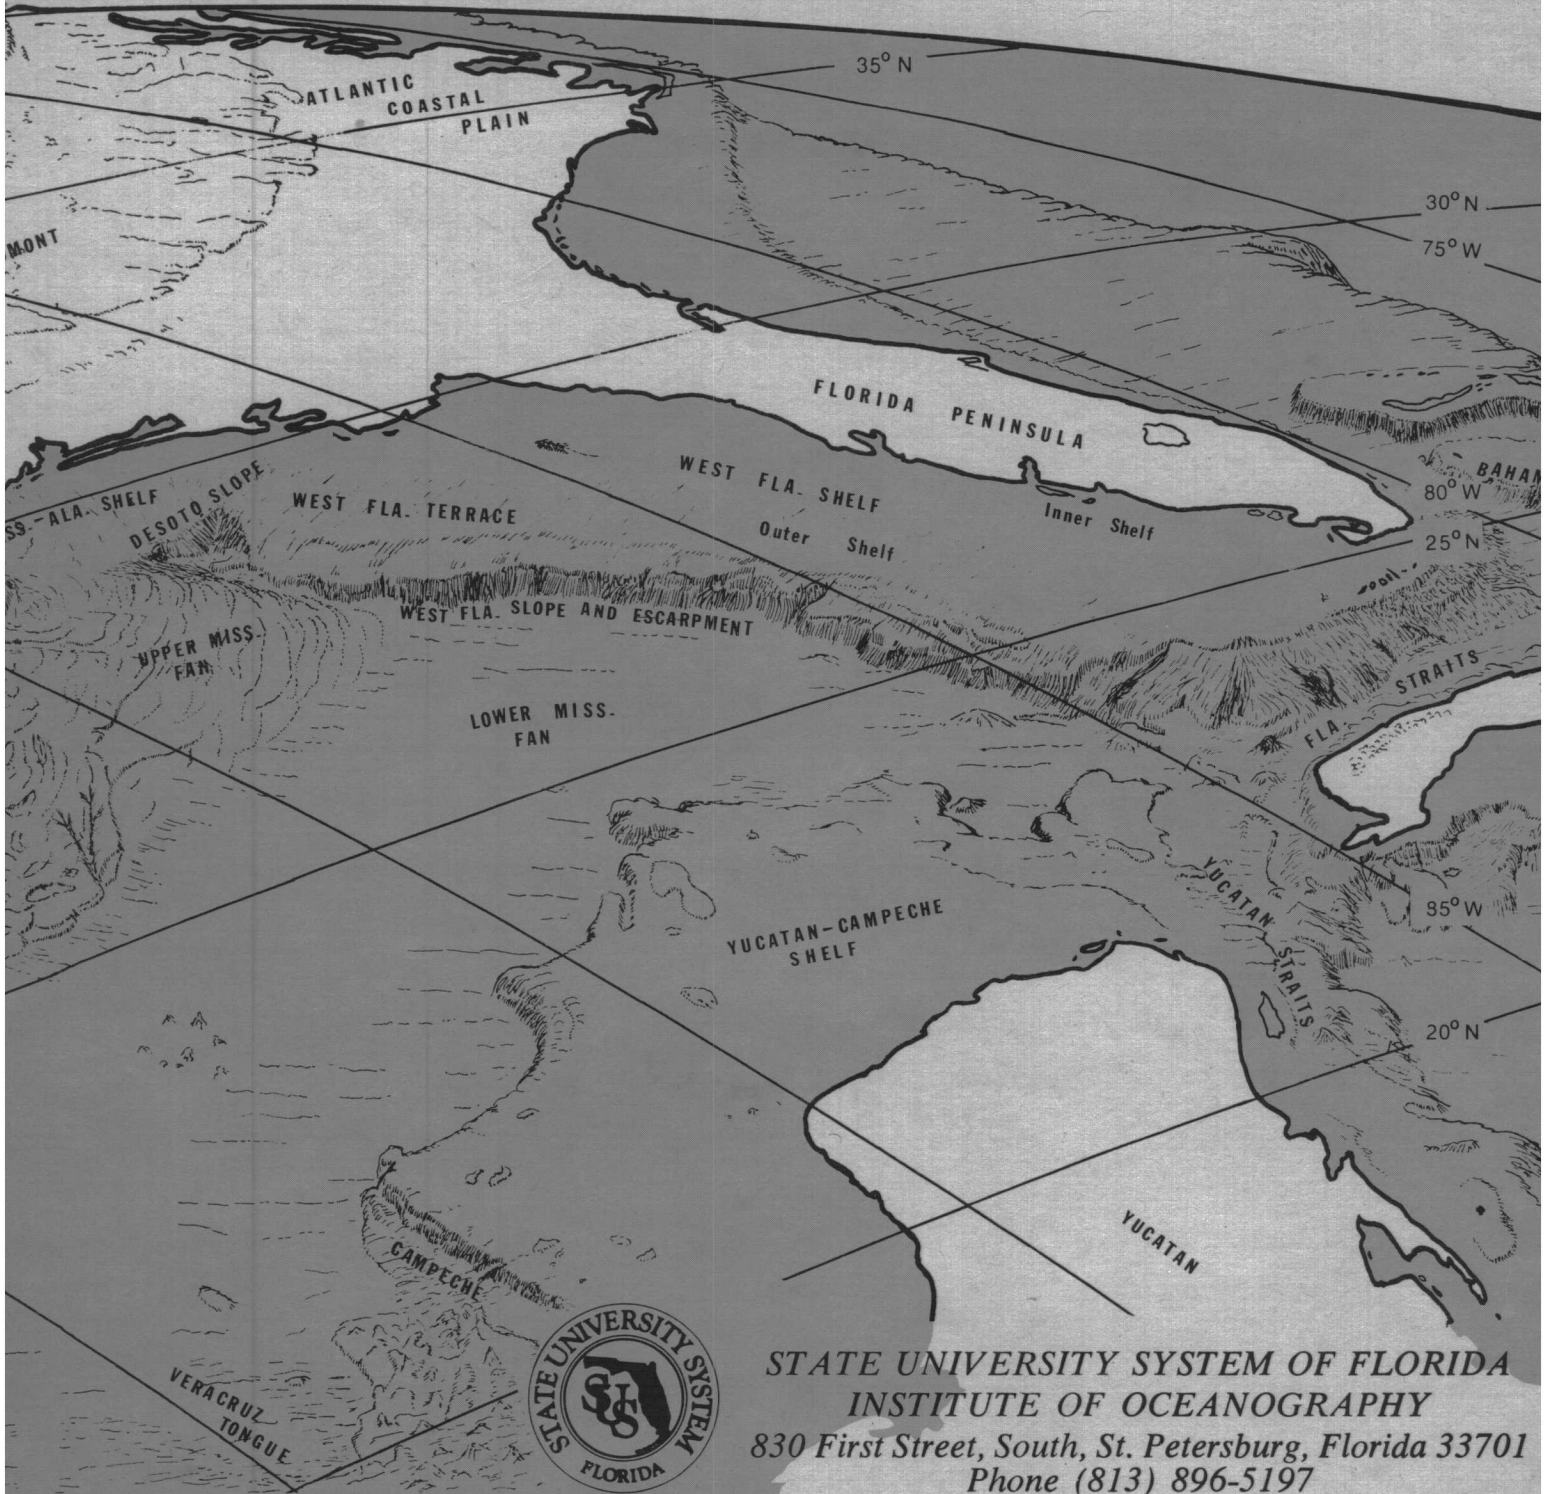 35° N
ATLANTIC
COASTAL
PLAIN
30° N
75° W
MONT
FLORIDA PENINSULA
BAHAM
80° W
WEST FLA. SHELF
SS.-ALA. SHELF
DESOTO SLOPE
WEST FLA. TERRACE
Inner Shelf
Outer Shelf
25° N
WEST FLA. SLOPE AND ESCARPMENT
UPPER MISS.
FAN
FLA. STRAITS
LOWER MISS.
FAN
YUCATAN STRAITS
85° W
YUCATAN-CAMPECHE
SHELF
20° N
YUCATAN
CAMPECHE
VERACRUZ
TONGUE
STATE UNIVERSITY SYSTEM
SUS
FLORIDA
STATE UNIVERSITY SYSTEM OF FLORIDA
INSTITUTE OF OCEANOGRAPHY
830 First Street, South, St. Petersburg, Florida 33701
Phone (813) 896-5197